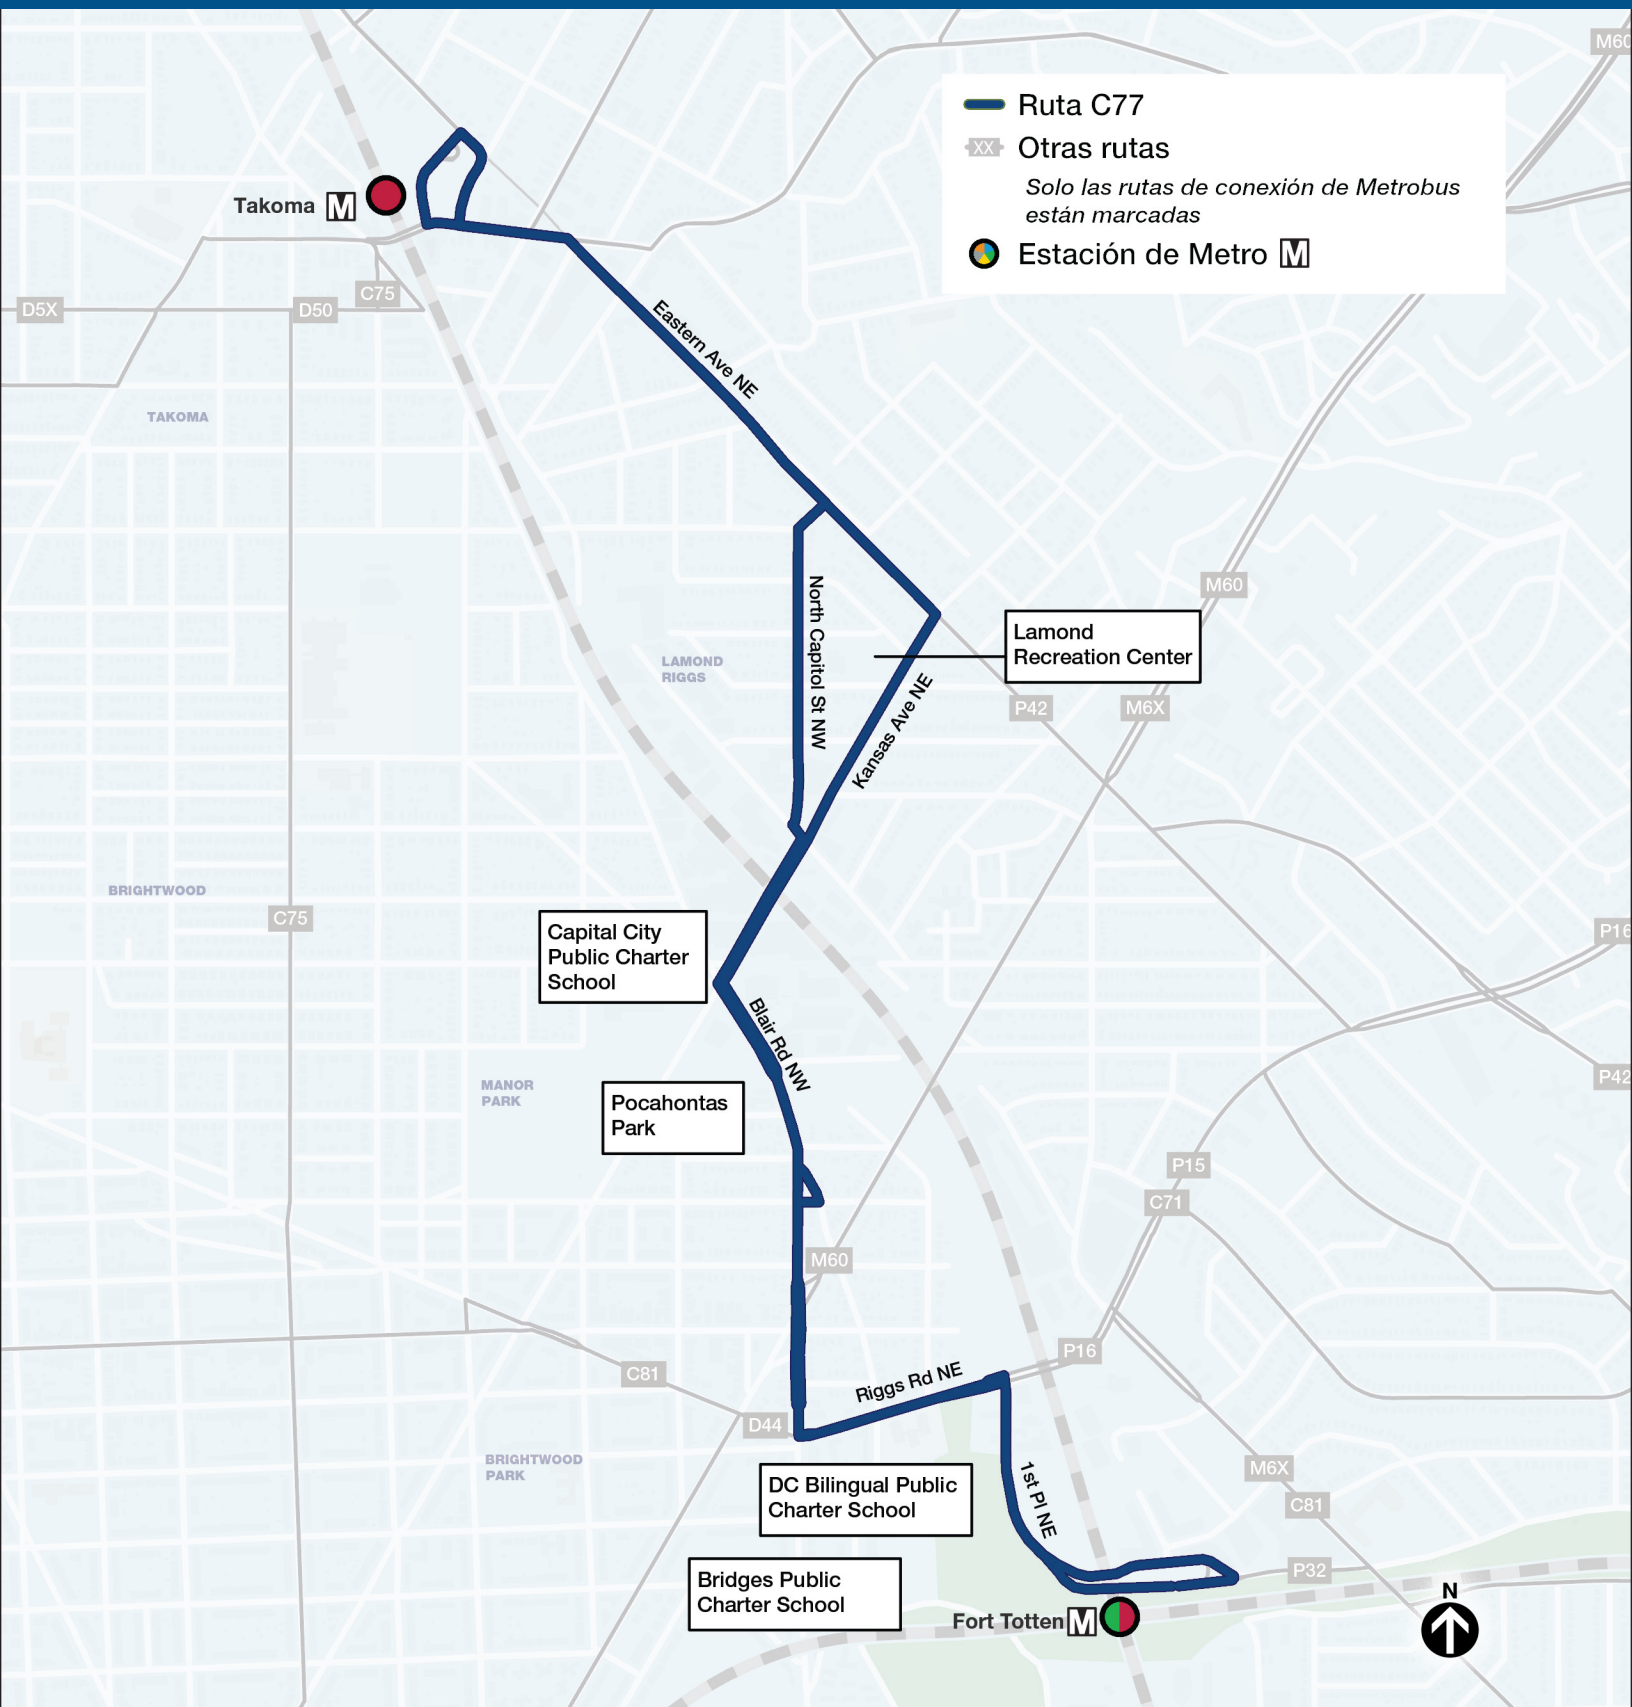 M60
Ruta C77
XX Otras rutas
Solo las rutas de conexión de Metrobus
están marcadas
Estación de Metro M
Takoma M
C75
D5X
D50
Eastern Ave NE
TAKOMA
North Capitol St NW
M60
Lamond
Recreation Center
LAMOND
RIGGS
Kansas Ave NE
P42
M6X
BRIGHTWOOD
C75
Capital City
Public Charter
School
P16
Blair Rd NW
MANOR
PARK
P42
Pocahontas
Park
P15
C71
M60
P16
C81
Riggs Rd NE
D44
BRIGHTWOOD
PARK
DC Bilingual Public
Charter School
1st Pl NE
M6X
C81
P32
Bridges Public
Charter School
Fort Totten M
N